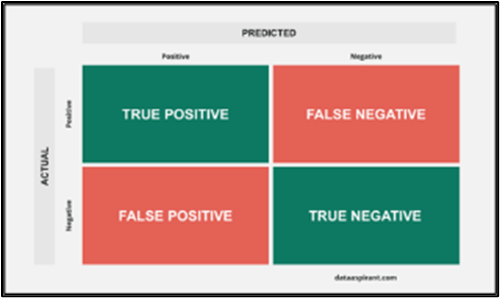 PREDICTED
Positive
Negative
ACTUAL
Positive
TRUE POSITIVE
FALSE NEGATIVE
Negative
FALSE POSITIVE
TRUE NEGATIVE
dataaspirant.com